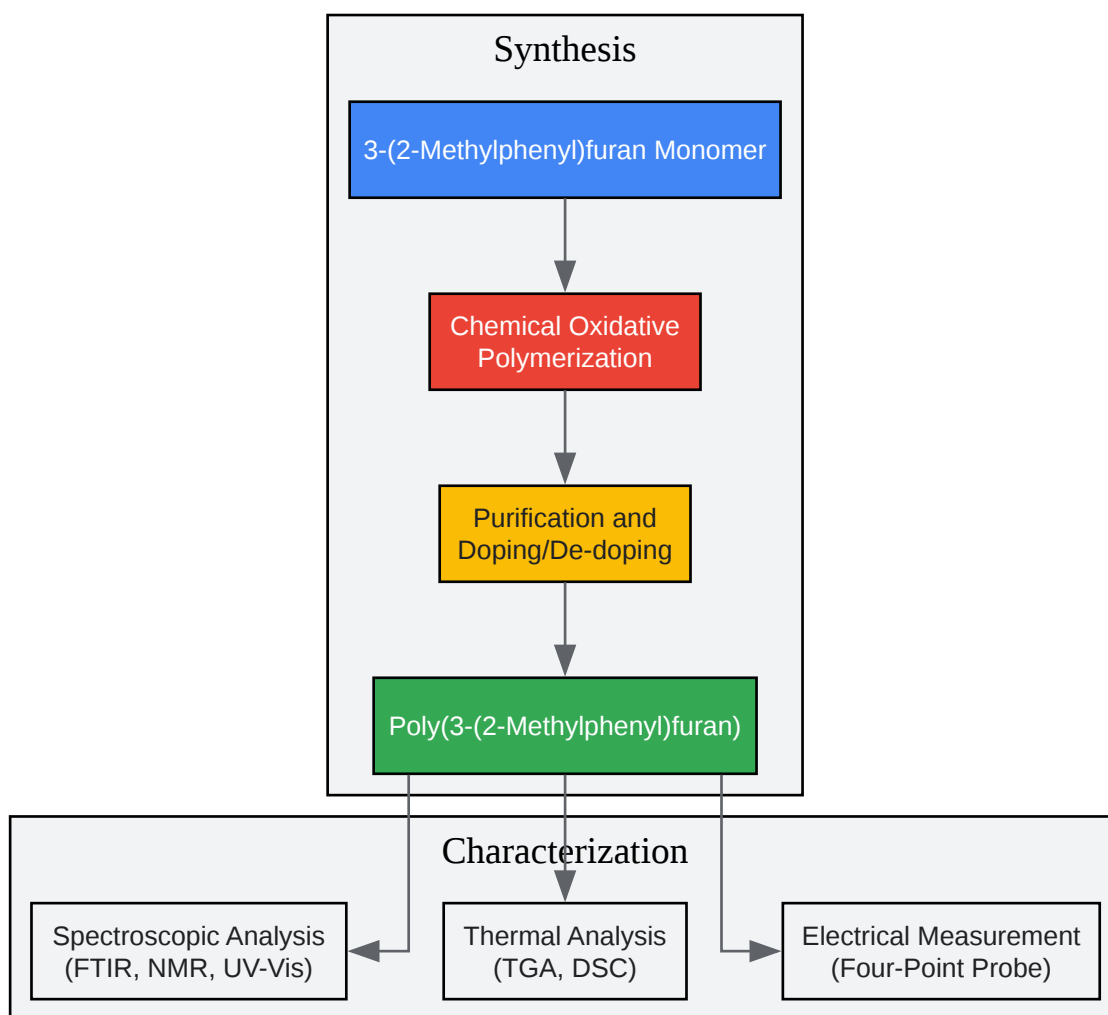 Synthesis
3-(2-Methylphenyl)furan Monomer
Chemical Oxidative
Polymerization
Purification and
Doping/De-doping
Poly(3-(2-Methylphenyl)furan)
Characterization
Spectroscopic Analysis
(FTIR, NMR, UV-Vis)
Thermal Analysis
(TGA, DSC)
Electrical Measurement
(Four-Point Probe)